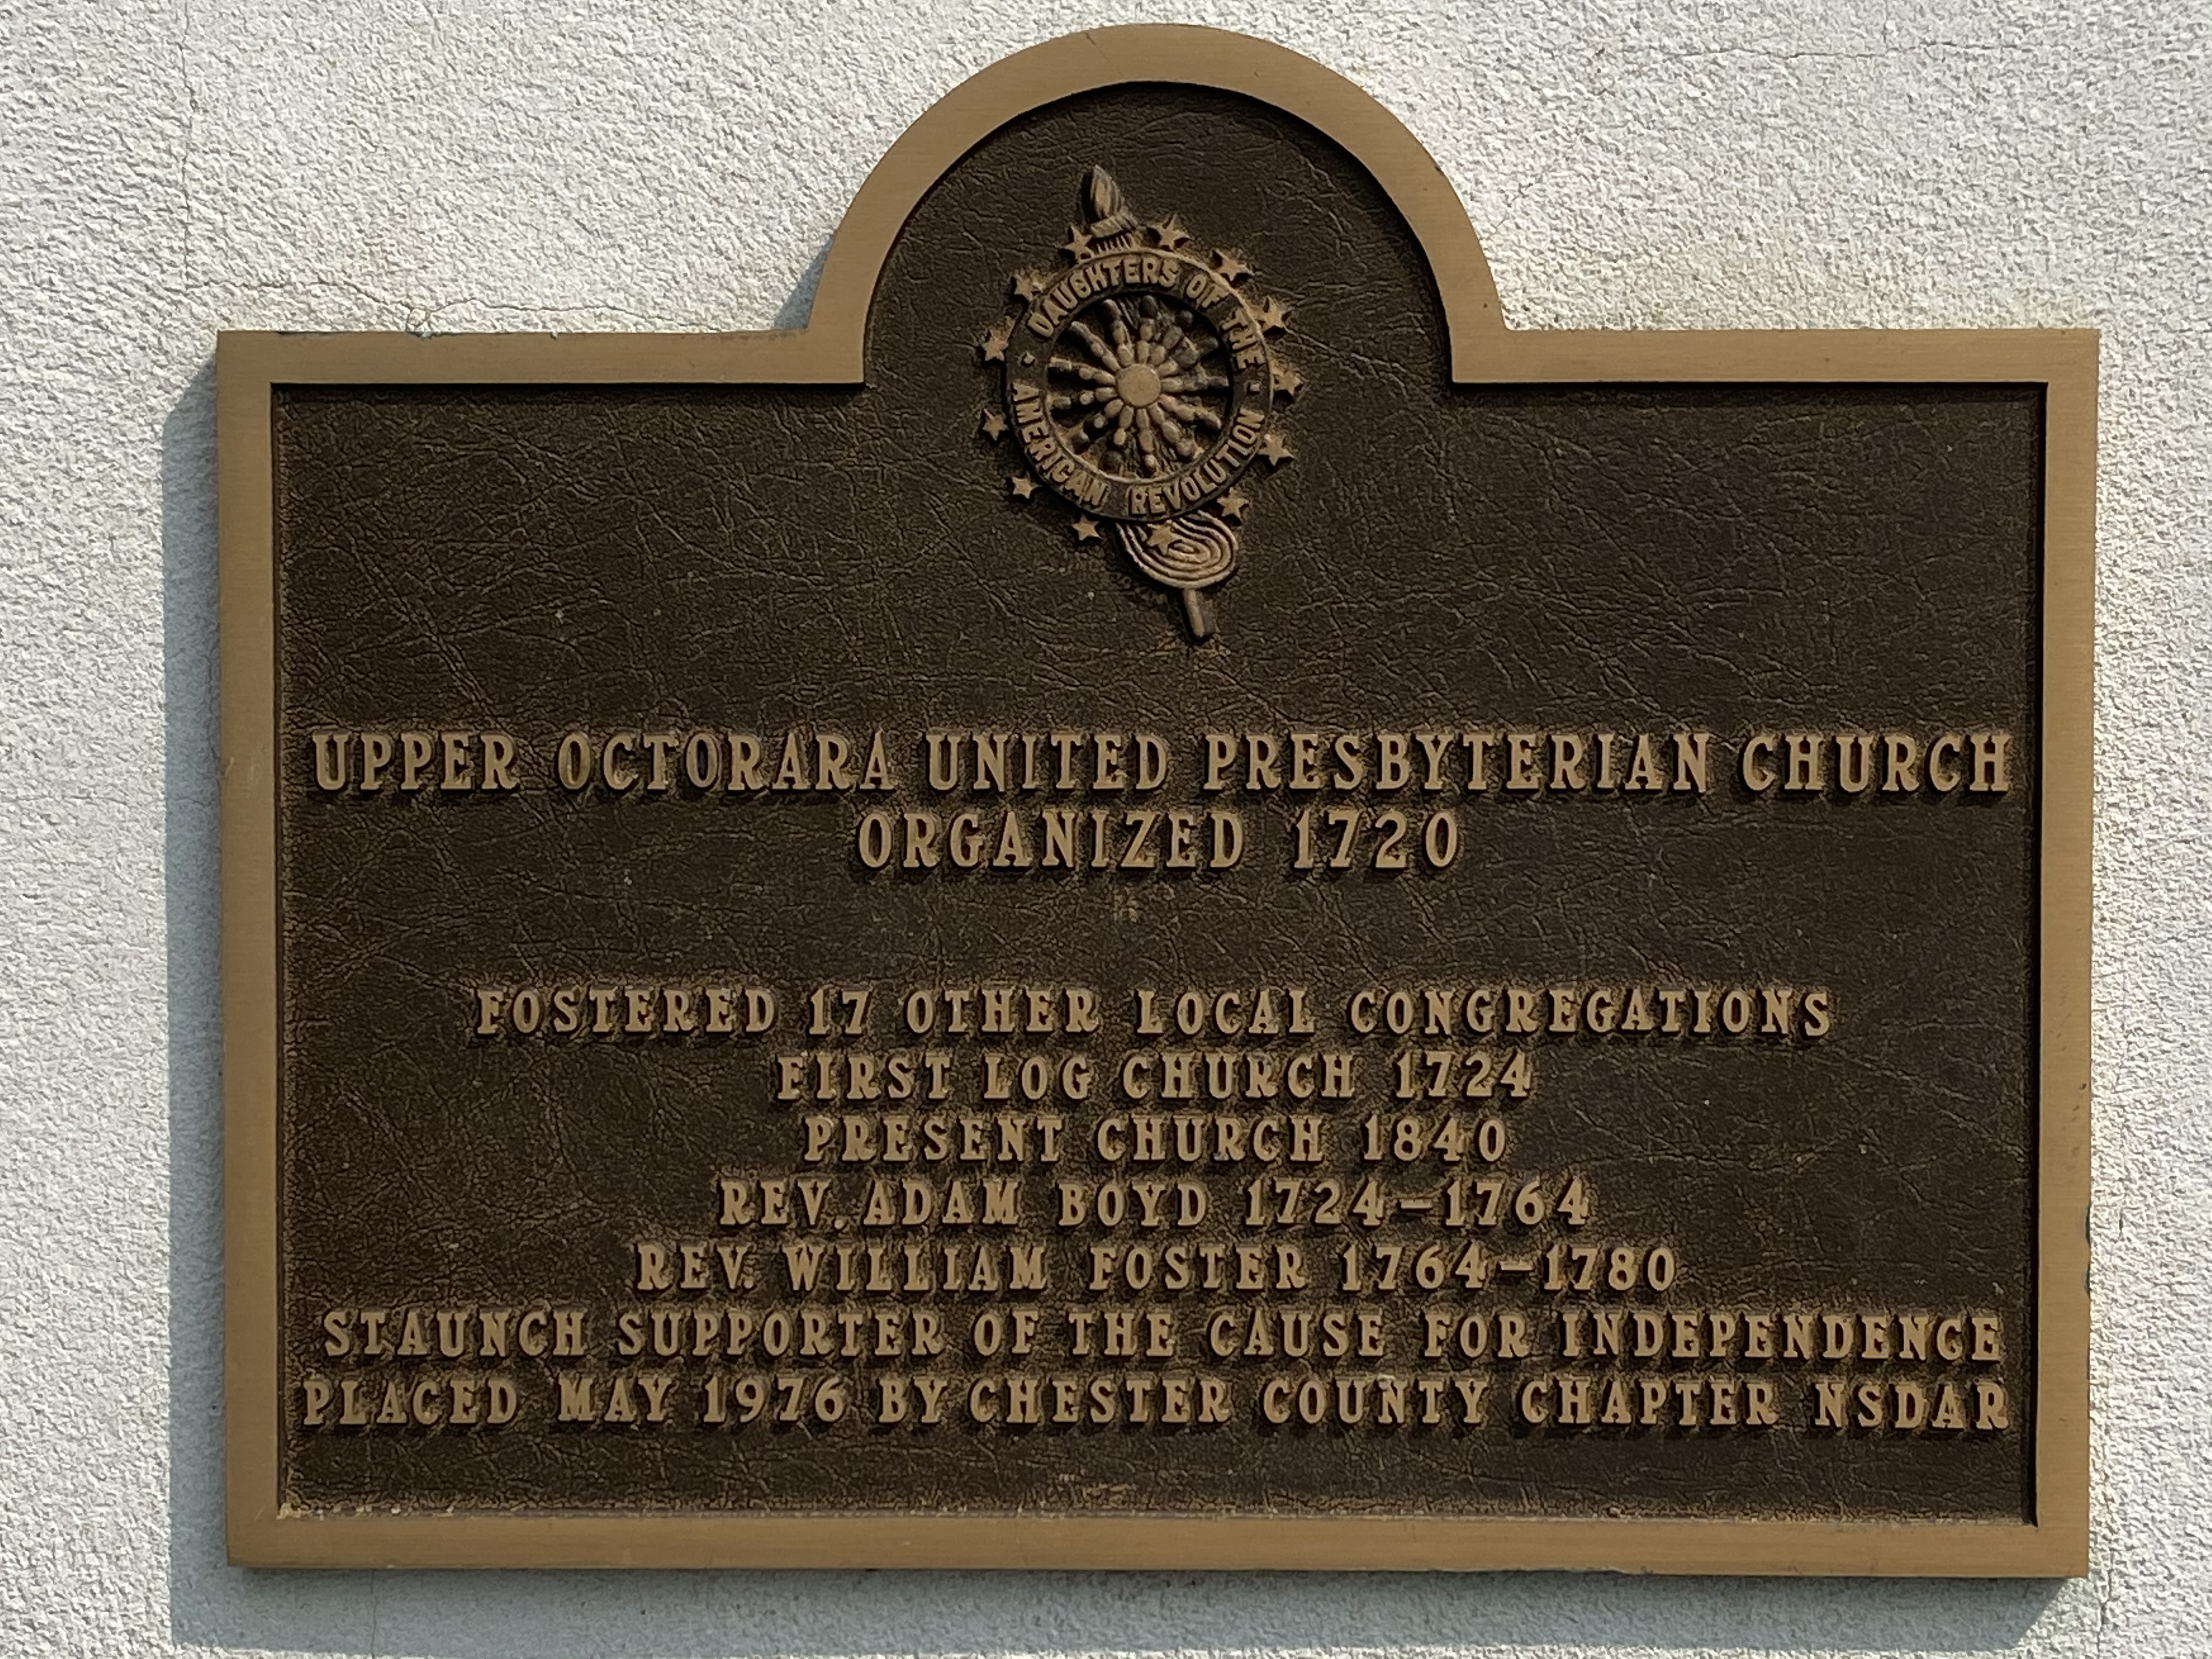 DAUGHTERS OF THE
AMERICAN REVOLUTION
UPPER OCTORARA UNITED PRESBYTERIAN CHURCH
ORGANIZED 1720
FOSTERED 17 OTHER LOCAL CONGREGATIONS
FIRST LOG CHURCH 1724
PRESENT CHURCH 1840
REV. ADAM BOYD 1724-1764
REV. WILLIAM FOSTER 1764-1780
STAUNCH SUPPORTER OF THE CAUSE FOR INDEPENDENCE
PLACED MAY 1976 BY CHESTER COUNTY CHAPTER NSDAR